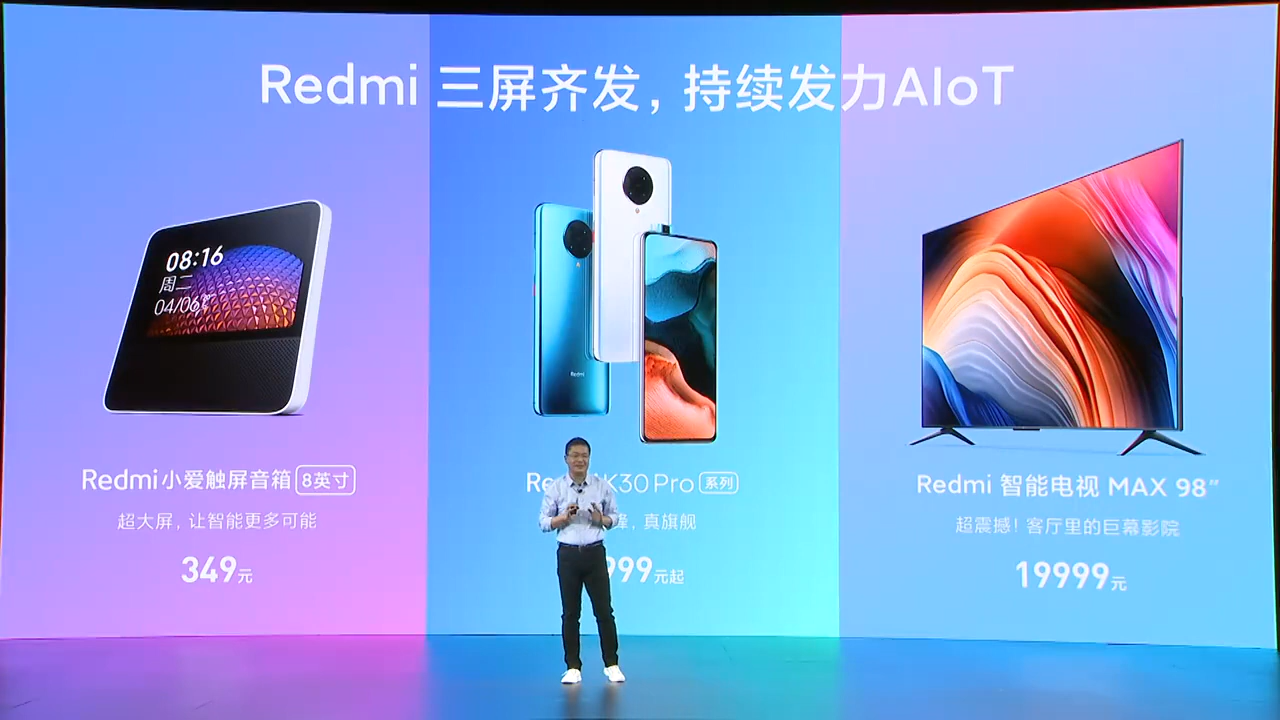 Redmi 三屏齐发，持续发力AIoT
08:16
周二
04/06
Redmi
Redmi小爱触屏音箱 8英寸
超大屏，让智能更多可能
349元
K30 Pro 系列
真旗舰
999元起
Redmi 智能电视 MAX 98”
超震撼！客厅里的巨幕影院
19999元